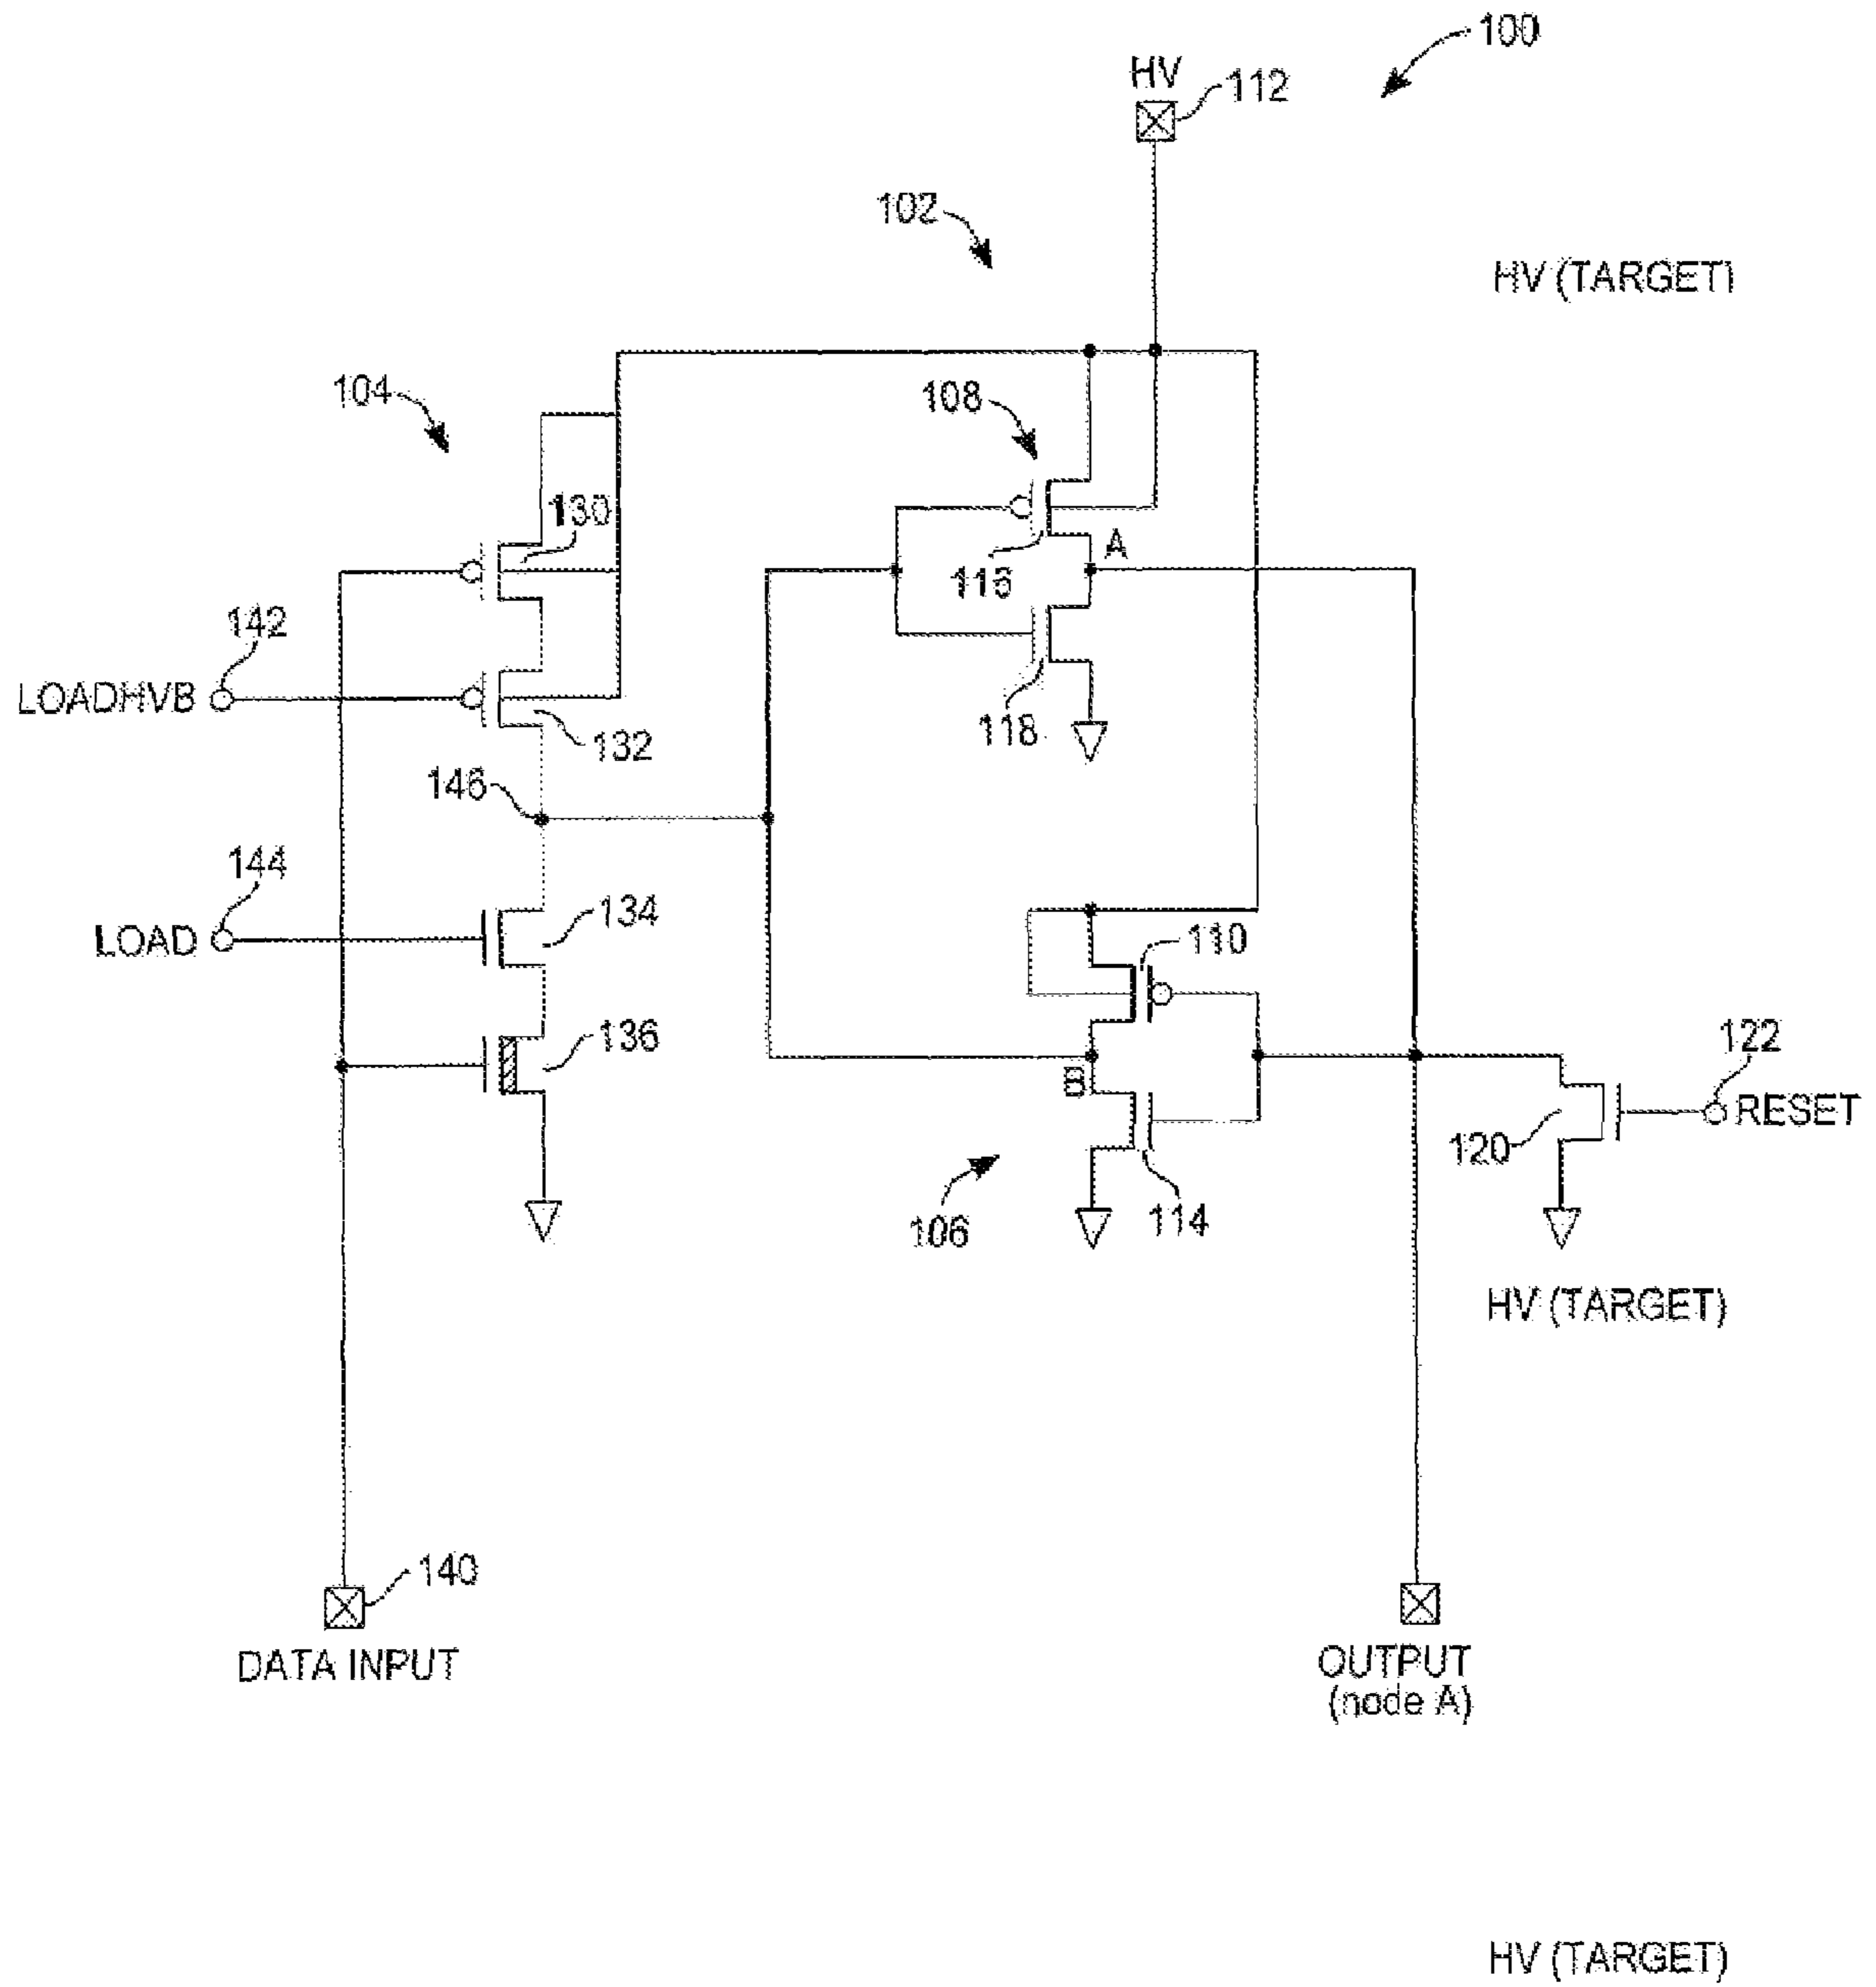 100
HV
112
102
HV (TARGET)
104
108
130
A
116
142
LOADHVB
132
118
146
144
134
LOAD
110
136
122
B
RESET
120
114
106
HV (TARGET)
140
DATA INPUT
OUTPUT
(node A)
HV (TARGET)